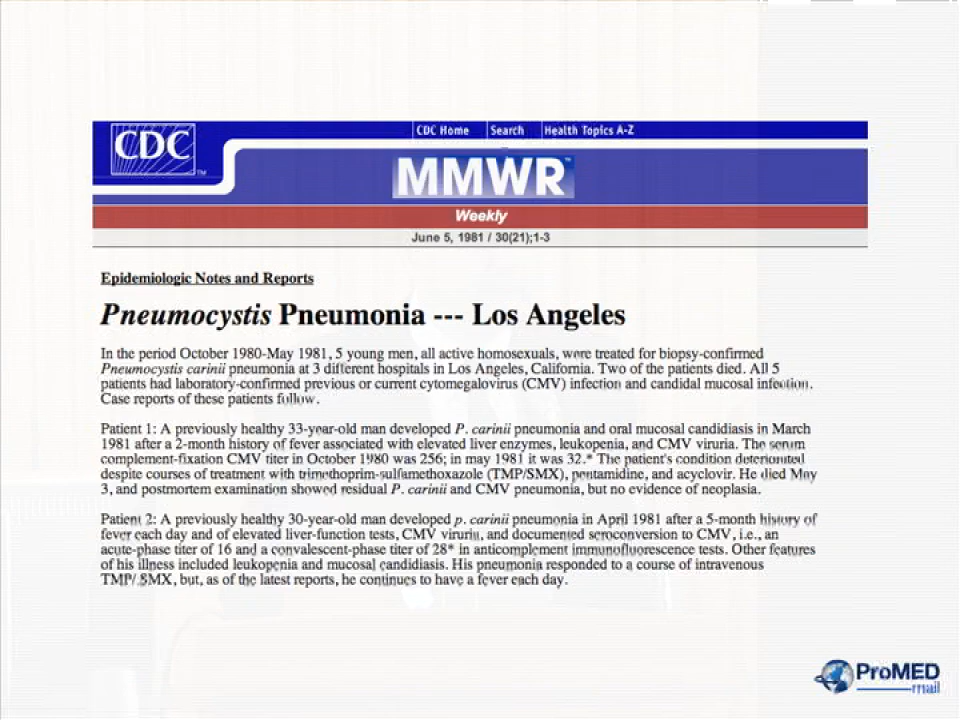 CDC
TM
CDC Home Search Health Topics A-Z
MMWR™
Weekly
June 5, 1981 / 30(21);1-3
Epidemiologic Notes and Reports
Pneumocystis Pneumonia --- Los Angeles
In the period October 1980-May 1981, 5 young men, all active homosexuals, were treated for biopsy-confirmed
Pneumocystis carinii pneumonia at 3 different hospitals in Los Angeles, California. Two of the patients died. All 5
patients had laboratory-confirmed previous or current cytomegalovirus (CMV) infection and candidal mucosal infection.
Case reports of these patients follow.
Patient 1: A previously healthy 33-year-old man developed P. carinii pneumonia and oral mucosal candidiasis in March
1981 after a 2-month history of fever associated with elevated liver enzymes, leukopenia, and CMV viruria. The serum
complement-fixation CMV titer in October 1980 was 256; in may 1981 it was 32.* The patient's condition deteriorated
despite courses of treatment with trimethoprim-sulfamethoxazole (TMP/SMX), pentamidine, and acyclovir. He died May
3, and postmortem examination showed residual P. carinii and CMV pneumonia, but no evidence of neoplasia.
Patient 2: A previously healthy 30-year-old man developed p. carinii pneumonia in April 1981 after a 5-month history of
fever each day and of elevated liver-function tests, CMV viruria, and documented seroconversion to CMV, i.e., an
acute-phase titer of 16 and a convalescent-phase titer of 28* in anticomplement immunofluorescence tests. Other features
of his illness included leukopenia and mucosal candidiasis. His pneumonia responded to a course of intravenous
TMP/.SMX, but, as of the latest reports, he continues to have a fever each day.
ProMED
mail